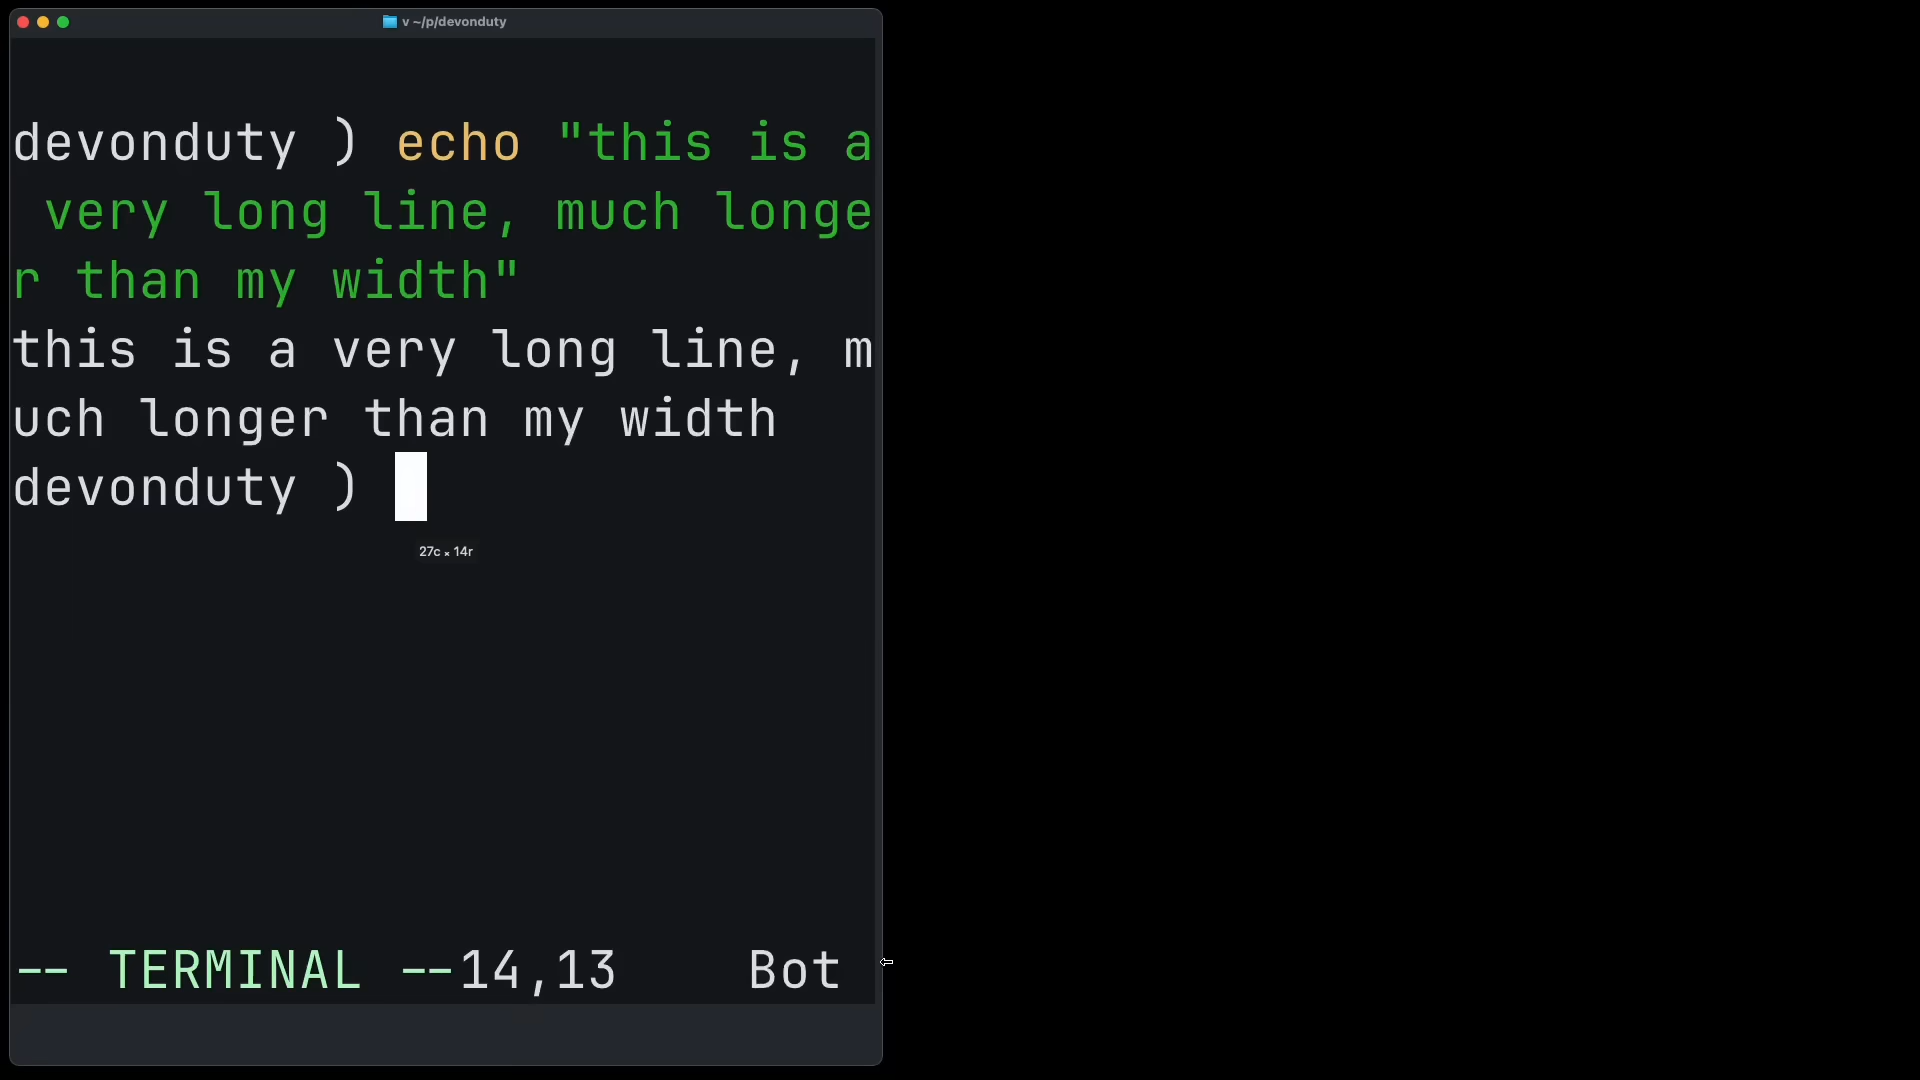 v ~/p/devonduty
devonduty ) echo "this is a
 very long line, much longe
r than my width"
this is a very long line, m
uch longer than my width
devonduty )
27c × 14r
-- TERMINAL --14,13 Bot